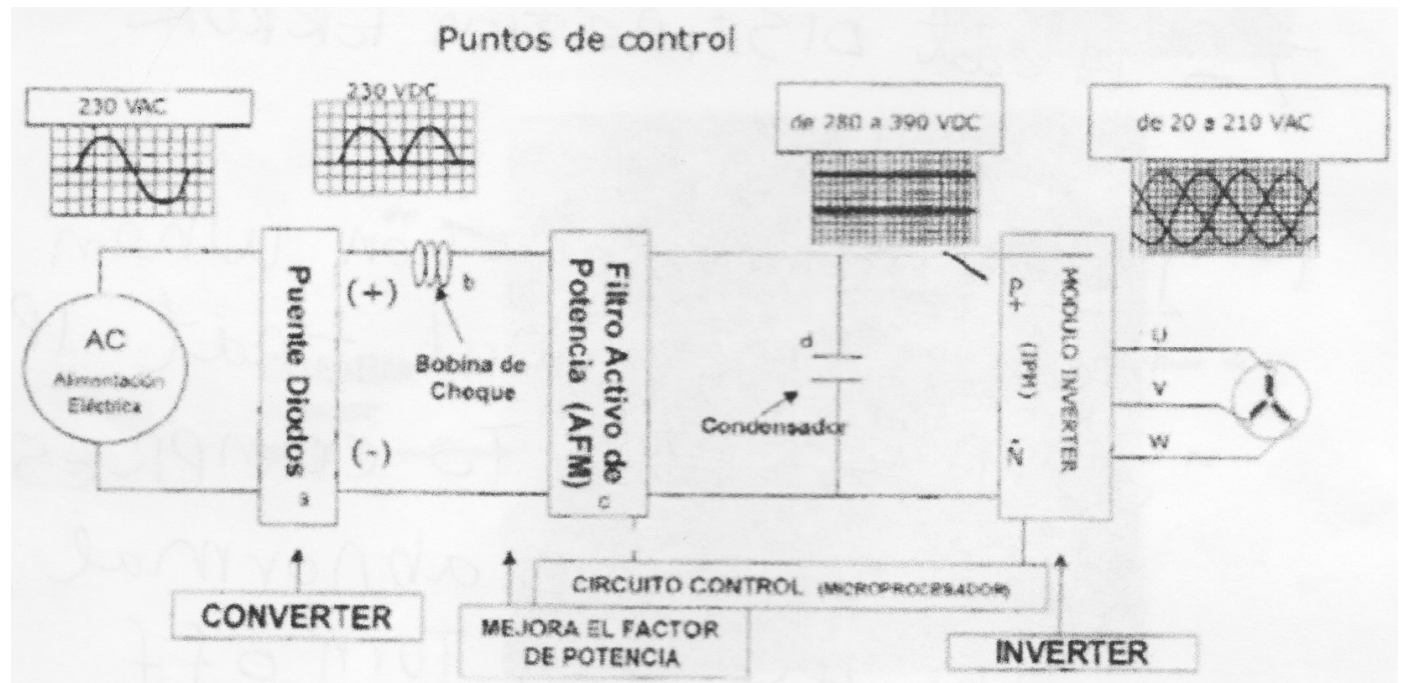 Puntos de control
230 VAC
230 VDC
de 280 a 390 VDC
de 20 a 210 VAC
AC
Alimentación
Eléctrica
Puente Diodos
a
(+)
(-)
b
Bobina de
Choque
Filtro Activo de
Potencia (AFM)
c
d
Condensador
P+
(IPM)
N-
MODULO INVERTER
U
V
W
CIRCUITO CONTROL (MICROPROCESADOR)
CONVERTER
MEJORA EL FACTOR
DE POTENCIA
INVERTER
abnormal